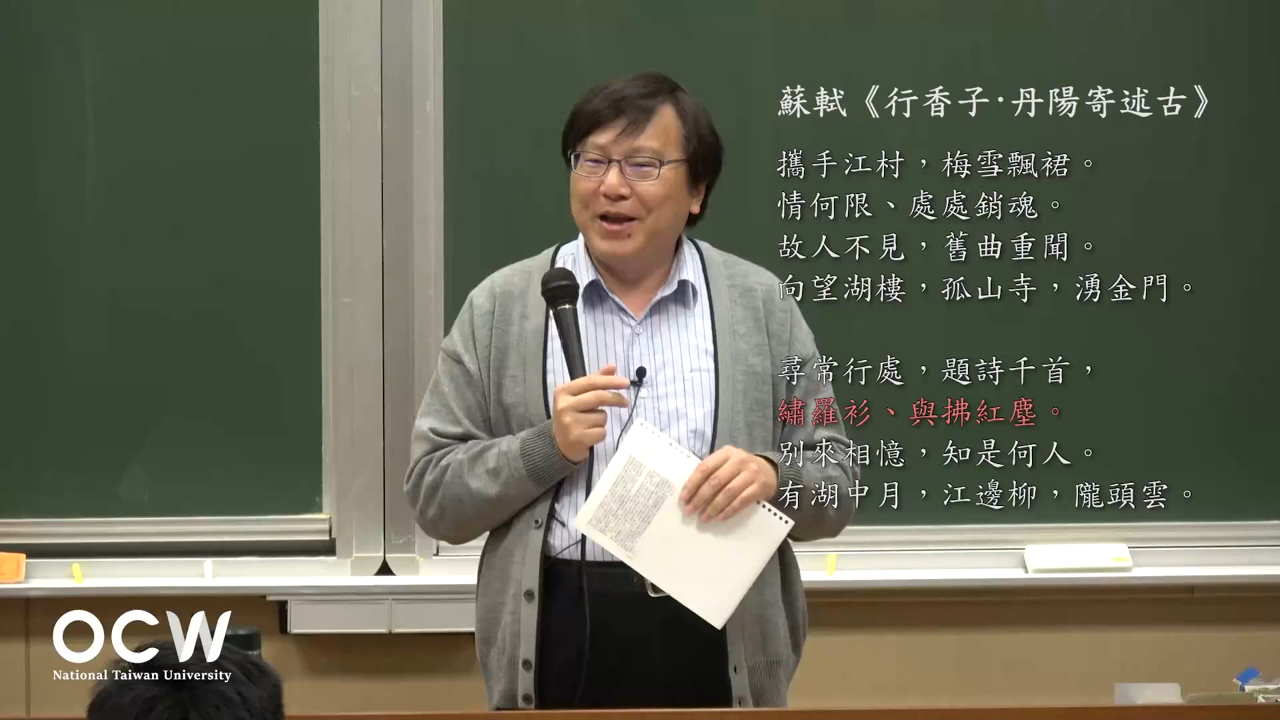 蘇軾《行香子·丹陽寄述古》
攜手江村，梅雪飄裙。
情何限、處處銷魂。
故人不見，舊曲重聞。
向望湖樓，孤山寺，湧金門。
尋常行處，題詩千首，
繡羅衫、與拂紅塵。
別來相憶，知是何人。
有湖中月，江邊柳，隴頭雲。
OCW
National Taiwan University